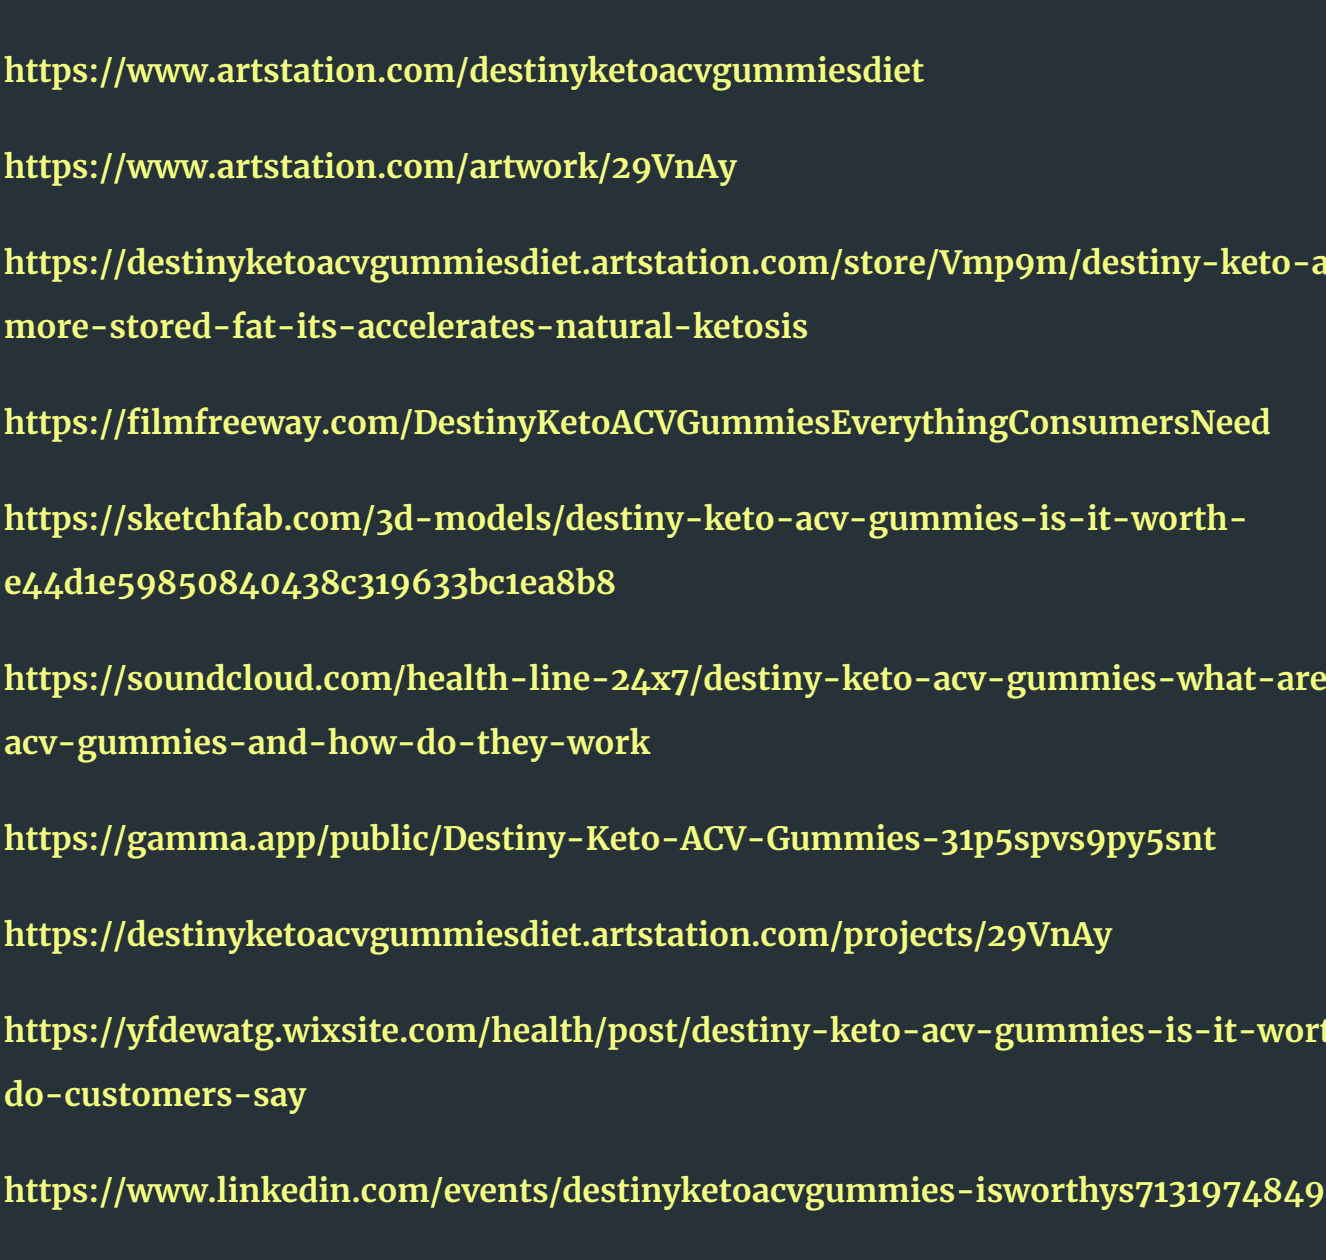 https://www.artstation.com/destinyketoacvgummiesdiet
https://www.artstation.com/artwork/29VnAy
https://destinyketoacvgummiesdiet.artstation.com/store/Vmp9m/destiny-keto-a
more-stored-fat-its-accelerates-natural-ketosis
https://filmfreeway.com/DestinyKetoACVGummiesEverythingConsumersNeed
https://sketchfab.com/3d-models/destiny-keto-acv-gummies-is-it-worth-
e44d1e59850840438c319633bc1ea8b8
https://soundcloud.com/health-line-24x7/destiny-keto-acv-gummies-what-are
acv-gummies-and-how-do-they-work
https://gamma.app/public/Destiny-Keto-ACV-Gummies-31p5spvs9py5snt
https://destinyketoacvgummiesdiet.artstation.com/projects/29VnAy
https://yfdewatg.wixsite.com/health/post/destiny-keto-acv-gummies-is-it-wort
do-customers-say
https://www.linkedin.com/events/destinyketoacvgummies-isworthys7131974849